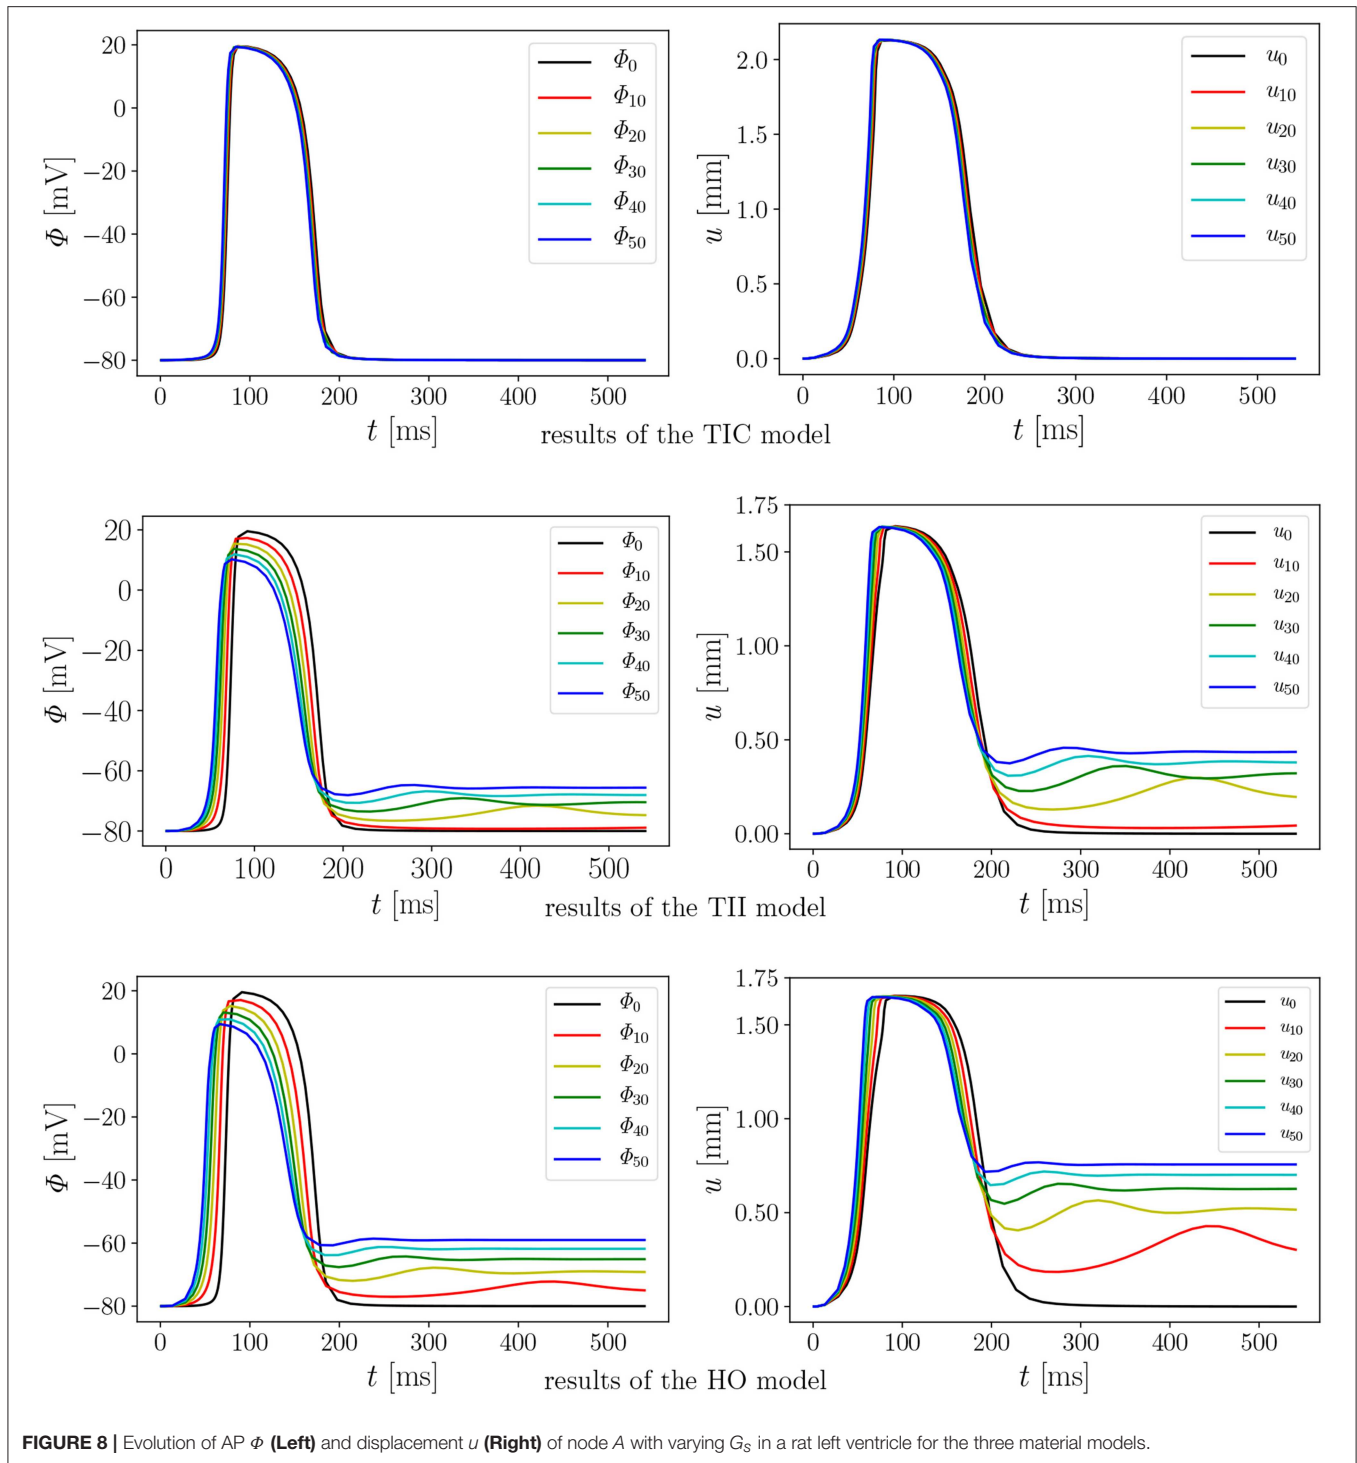 20
0
−20
−40
−60
−80
Φ [mV]
0 100 200 300 400 500
t [ms]
Φ0
Φ10
Φ20
Φ30
Φ40
Φ50
2.0
1.5
1.0
0.5
0.0
u [mm]
0 100 200 300 400 500
t [ms]
u0
u10
u20
u30
u40
u50
results of the TIC model
20
0
−20
−40
−60
−80
Φ [mV]
0 100 200 300 400 500
t [ms]
Φ0
Φ10
Φ20
Φ30
Φ40
Φ50
1.75
1.50
1.00
0.50
0.00
u [mm]
0 100 200 300 400 500
t [ms]
u0
u10
u20
u30
u40
u50
results of the TII model
20
0
−20
−40
−60
−80
Φ [mV]
0 100 200 300 400 500
t [ms]
Φ0
Φ10
Φ20
Φ30
Φ40
Φ50
1.75
1.50
1.00
0.50
0.00
u [mm]
0 100 200 300 400 500
t [ms]
u0
u10
u20
u30
u40
u50
results of the HO model
FIGURE 8 | Evolution of AP Φ (Left) and displacement u (Right) of node A with varying Gs in a rat left ventricle for the three material models.